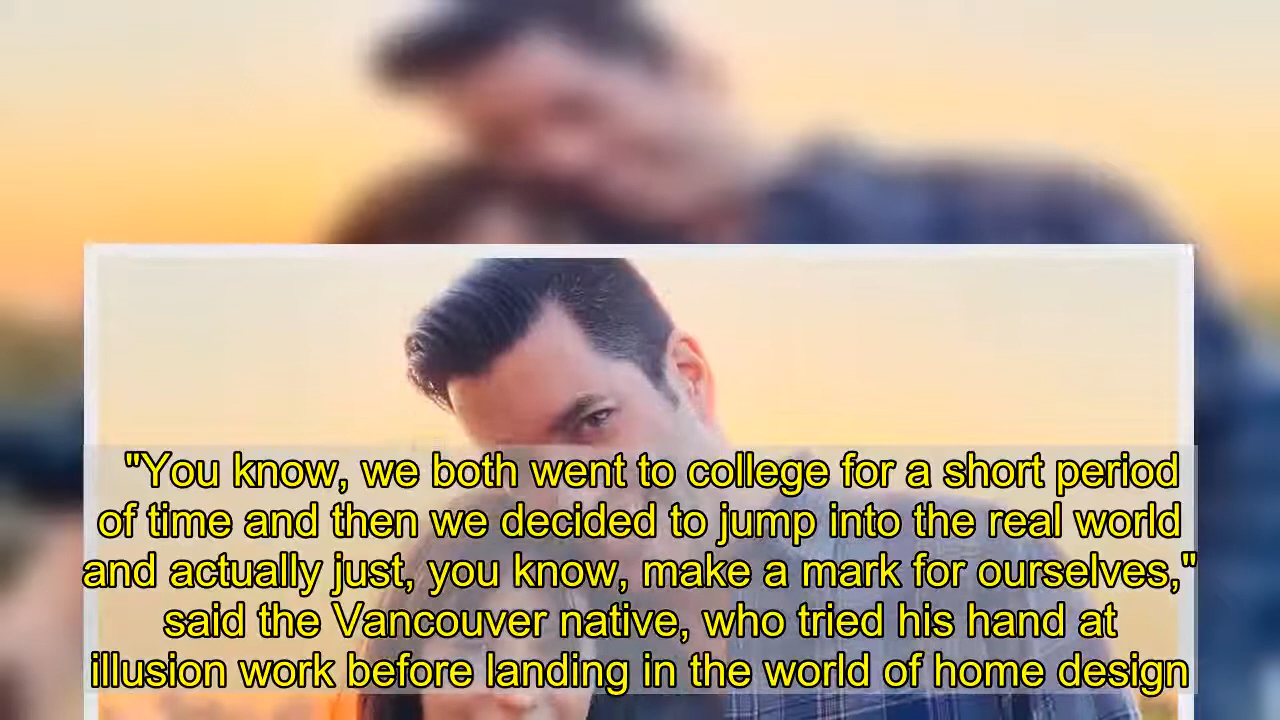 "You know, we both went to college for a short period
of time and then we decided to jump into the real world
and actually just, you know, make a mark for ourselves,"
said the Vancouver native, who tried his hand at
illusion work before landing in the world of home design